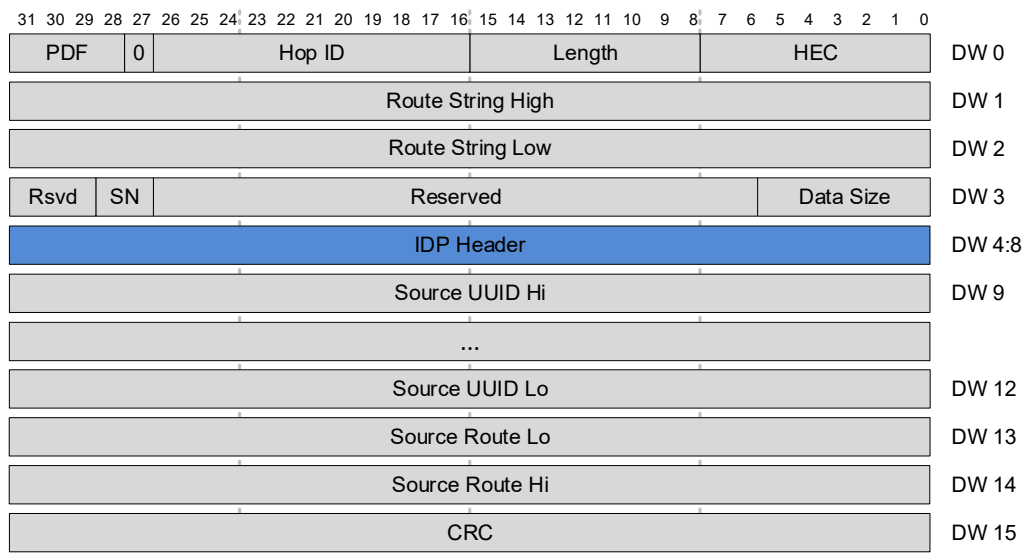 31 30 29 28 27 26 25 24 23 22 21 20 19 18 17 16 15 14 13 12 11 10 9 8 7 6 5 4 3 2 1 0
PDF 0 Hop ID Length HEC DW 0
Route String High DW 1
Route String Low DW 2
Rsvd SN Reserved Data Size DW 3
IDP Header DW 4:8
Source UUID Hi DW 9
...
Source UUID Lo DW 12
Source Route Lo DW 13
Source Route Hi DW 14
CRC DW 15